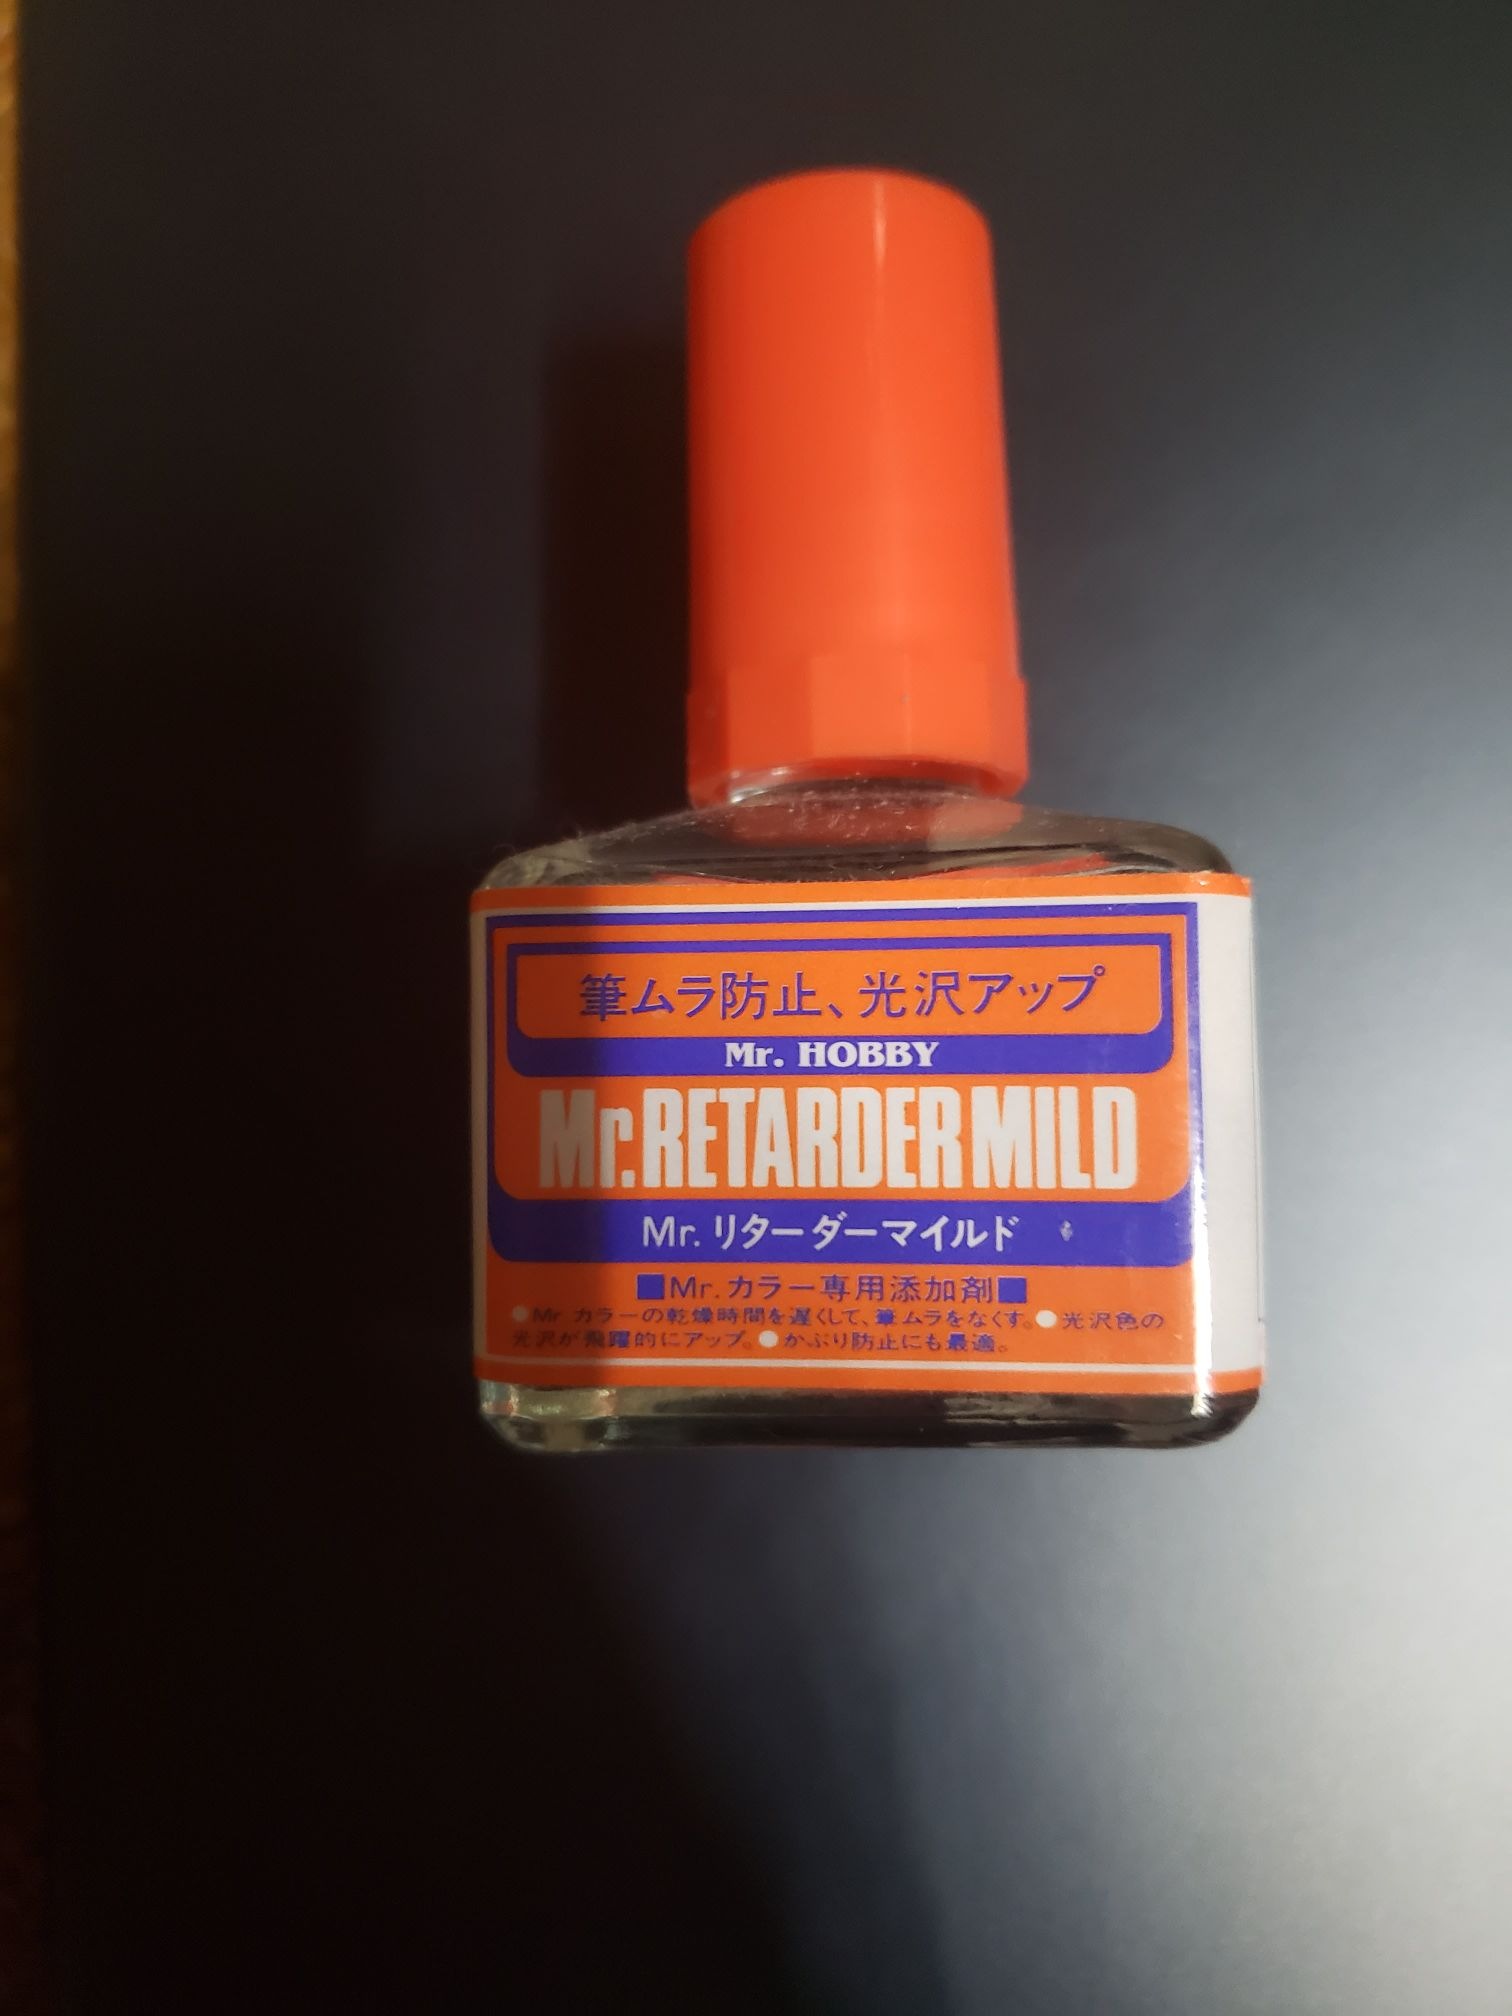 筆ムラ防止、光沢アップ
Mr. HOBBY
Mr.RETARDER MILD
Mr. リターダーマイルド
■Mr.カラー専用添加剤■
●Mr カラーの乾燥時間を遅くして、筆ムラをなくす。●光沢色の
光沢が飛躍的にアップ。●かぶり防止にも最適。